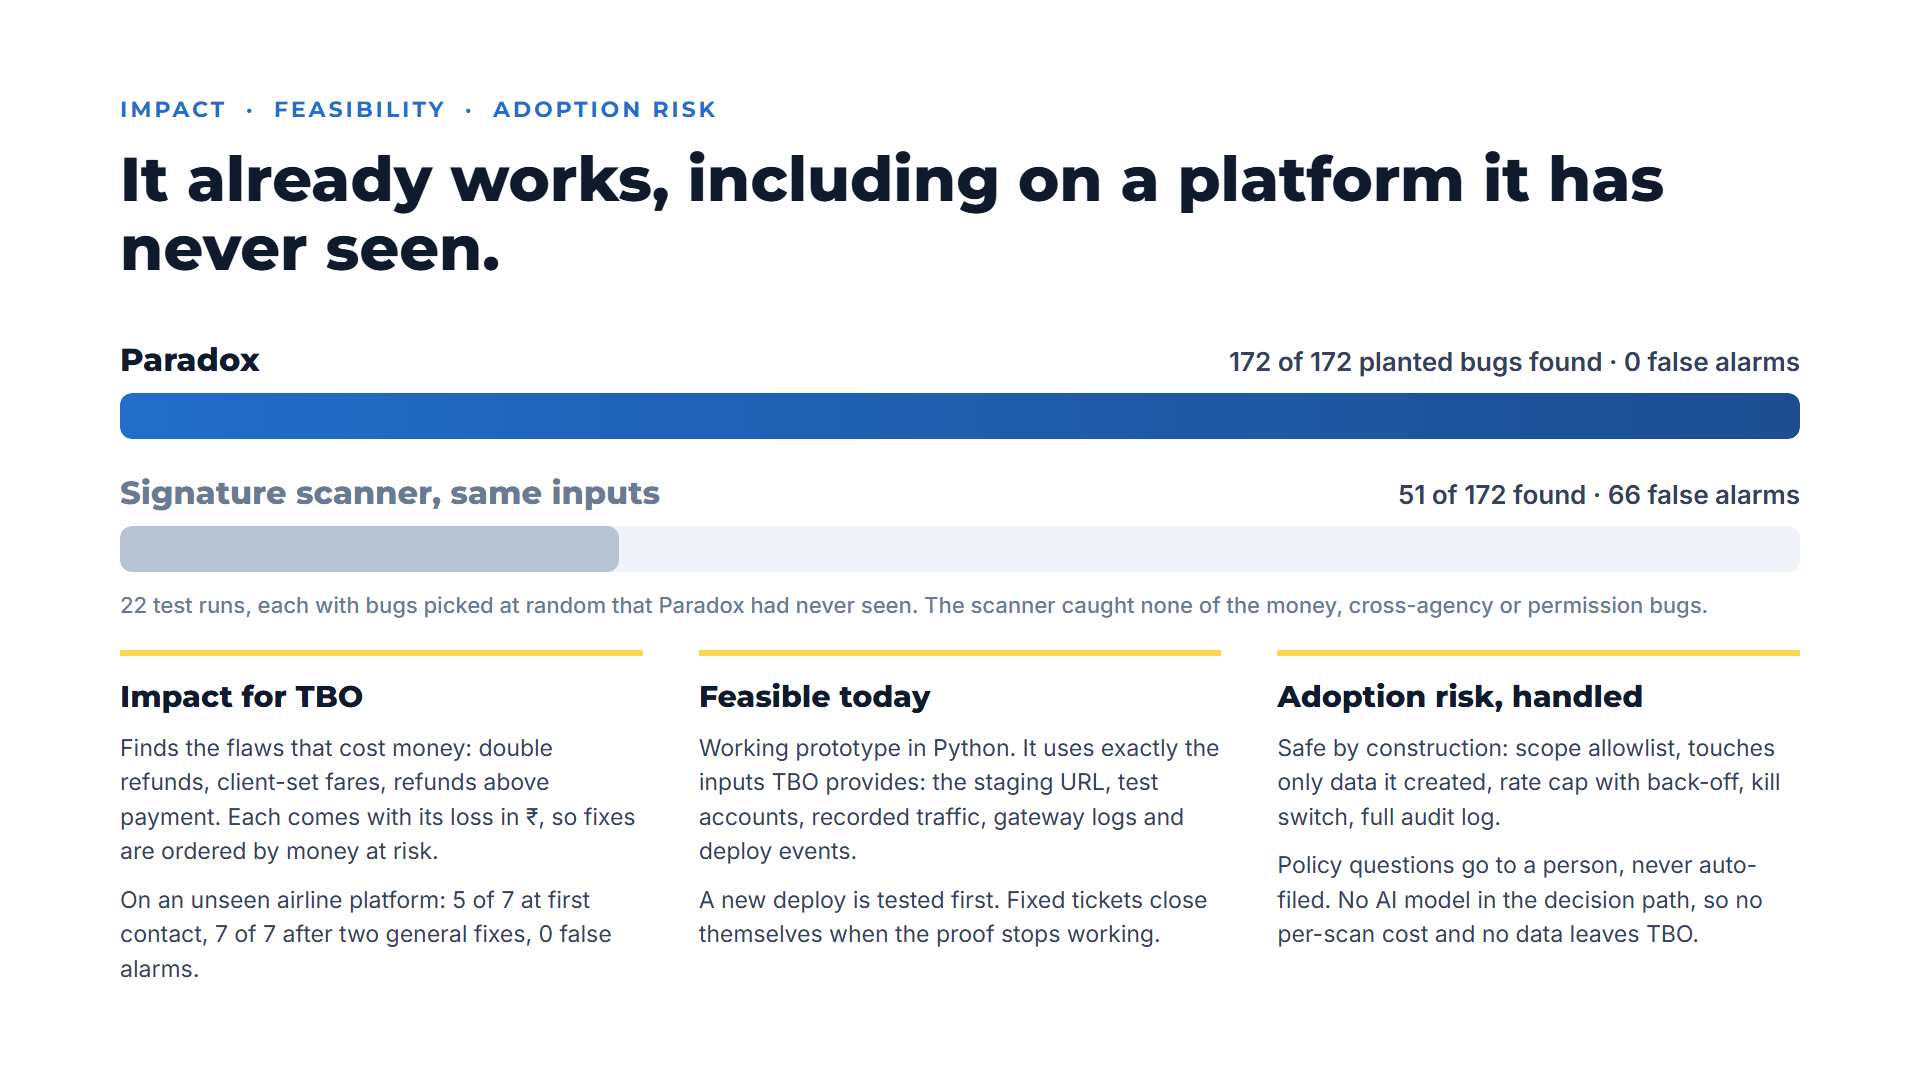 IMPACT · FEASIBILITY · ADOPTION RISK
It already works, including on a platform it has
never seen.
Paradox
172 of 172 planted bugs found · 0 false alarms
Signature scanner, same inputs
51 of 172 found · 66 false alarms
22 test runs, each with bugs picked at random that Paradox had never seen. The scanner caught none of the money, cross-agency or permission bugs.
Impact for TBO
Finds the flaws that cost money: double
refunds, client-set fares, refunds above
payment. Each comes with its loss in ₹, so fixes
are ordered by money at risk.
On an unseen airline platform: 5 of 7 at first
contact, 7 of 7 after two general fixes, 0 false
alarms.
Feasible today
Working prototype in Python. It uses exactly the
inputs TBO provides: the staging URL, test
accounts, recorded traffic, gateway logs and
deploy events.
A new deploy is tested first. Fixed tickets close
themselves when the proof stops working.
Adoption risk, handled
Safe by construction: scope allowlist, touches
only data it created, rate cap with back-off, kill
switch, full audit log.
Policy questions go to a person, never auto-
filed. No AI model in the decision path, so no
per-scan cost and no data leaves TBO.